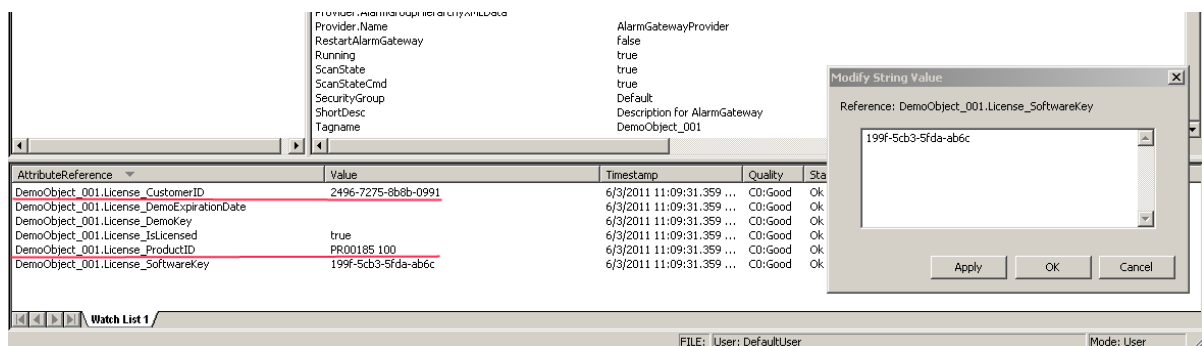 Provider.AlarmGroupHierarchyXMLData
Provider.Name AlarmGatewayProvider
RestartAlarmGateway false
Running true
ScanState true
ScanStateCmd true
SecurityGroup Default
ShortDesc Description for AlarmGateway
Tagname DemoObject_001
Modify String Value
Reference: DemoObject_001.License_SoftwareKey
199f-5cb3-5fda-ab6c
Apply OK Cancel
AttributeReference Value Timestamp Quality Sta
DemoObject_001.License_CustomerID 2496-7275-8b8b-0991 6/3/2011 11:09:31.359 ... C0:Good Ok
DemoObject_001.License_DemoExpirationDate 6/3/2011 11:09:31.359 ... C0:Good Ok
DemoObject_001.License_DemoKey 6/3/2011 11:09:31.359 ... C0:Good Ok
DemoObject_001.License_IsLicensed true 6/3/2011 11:09:31.359 ... C0:Good Ok
DemoObject_001.License_ProductID PR00185 100 6/3/2011 11:09:31.359 ... C0:Good Ok
DemoObject_001.License_SoftwareKey 199f-5cb3-5fda-ab6c 6/3/2011 11:09:31.359 ... C0:Good Ok
Watch List 1
FILE: User: DefaultUser Mode: User